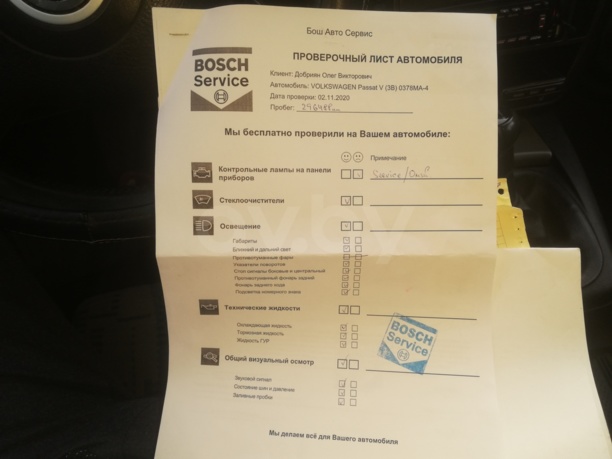 Бош Авто Сервис
BOSCH
Service
ПРОВЕРОЧНЫЙ ЛИСТ АВТОМОБИЛЯ
Клиент: Добриян Олег Викторович
Автомобиль: VOLKSWAGEN Passat V (3B) 0378MA-4
Дата проверки: 02.11.2020
Пробег:
Мы бесплатно проверили на Вашем автомобиле:
Примечание
Контрольные лампы на панели
приборов
Service /
Стеклоочистители
Освещение
Габариты
Ближний и дальний свет
Противотуманные фары
Указатели поворотов
Стоп сигналы боковые и центральный
Противотуманный фонарь задний
Фонарь заднего хода
Подсветка номерного знака
Технические жидкости
Охлаждающая жидкость
Тормозная жидкость
Жидкость ГУР
BOSCH
Service
Общий визуальный осмотр
Звуковой сигнал
Состояние шин и давление
Заливные пробки
Мы делаем всё для Вашего автомобиля